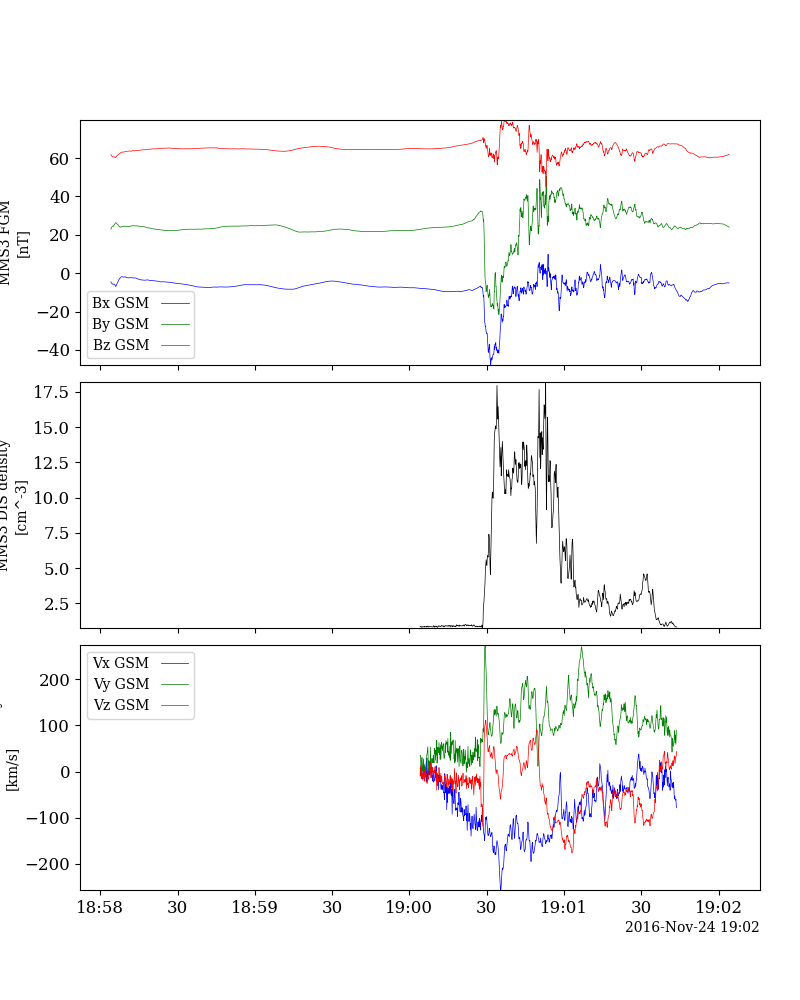 60
40
20
0
−20
−40
MMS3 FGM
[nT]
Bx GSM
By GSM
Bz GSM
17.5
15.0
12.5
10.0
7.5
5.0
2.5
MMS3 DIS density
[cm^-3]
200
100
0
−100
−200
[km/s]
Vx GSM
Vy GSM
Vz GSM
18:58
30
18:59
30
19:00
30
19:01
30
19:02
2016-Nov-24 19:02